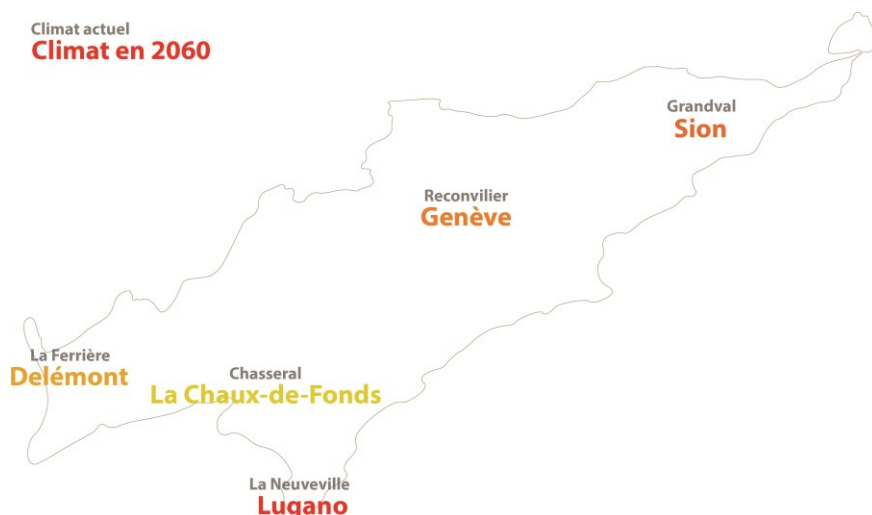 Climat actuel
Climat en 2060
Grandval
Sion
Reconvilier
Genève
La Ferrière
Delémont
Chasseral
La Chaux-de-Fonds
La Neuveville
Lugano